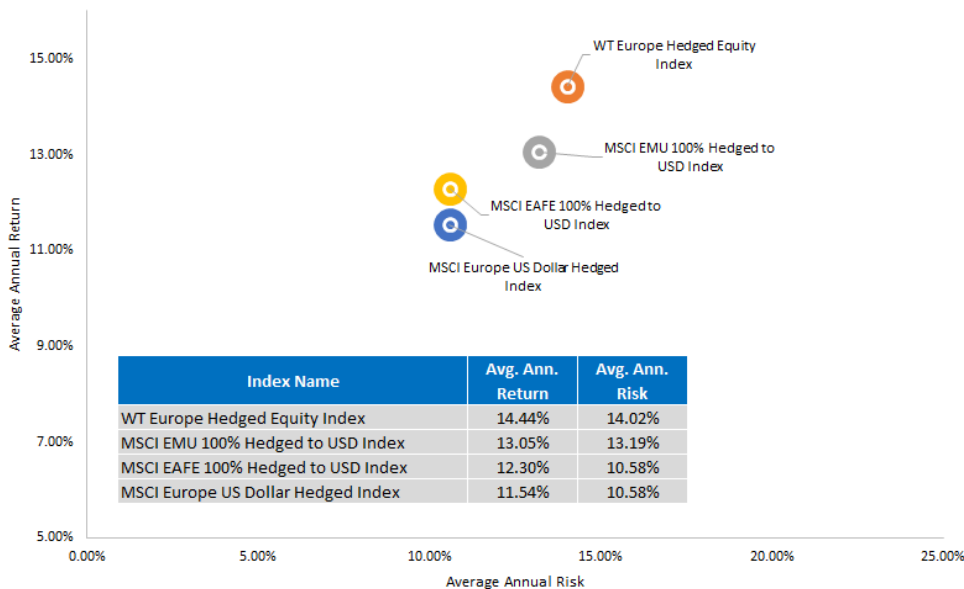 15.00%
WT Europe Hedged Equity
Index
13.00%
MSCI EMU 100% Hedged to
USD Index
MSCI EAFE 100% Hedged to
USD Index
11.00%
MSCI Europe US Dollar Hedged
Index
Average Annual Return
9.00%
Index Name Avg. Ann. Return Avg. Ann. Risk
WT Europe Hedged Equity Index 14.44% 14.02%
MSCI EMU 100% Hedged to USD Index 13.05% 13.19%
MSCI EAFE 100% Hedged to USD Index 12.30% 10.58%
MSCI Europe US Dollar Hedged Index 11.54% 10.58%
7.00%
5.00%
0.00% 5.00% 10.00% 15.00% 20.00% 25.00%
Average Annual Risk